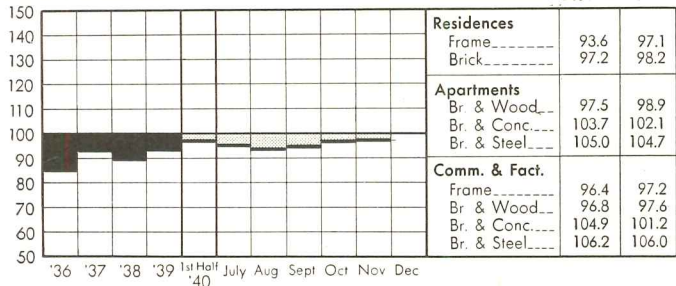 150
140
130
120
110
100
90
80
70
60
50
'36 '37 '38 '39 1st Half '40 July Aug Sept Oct Nov Dec
Residences
Frame 93.6 97.1
Brick 97.2 98.2
Apartments
Br. & Wood 97.5 98.9
Br. & Conc. 103.7 102.1
Br. & Steel 105.0 104.7
Comm. & Fact.
Frame 96.4 97.2
Br & Wood 96.8 97.6
Br. & Conc. 104.9 101.2
Br. & Steel 106.2 106.0